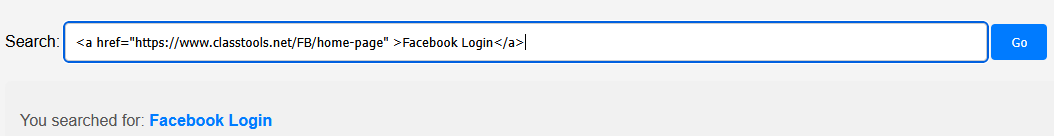 Search: <a href="https://www.classtools.net/FB/home-page" >Facebook Login</a> Go
You searched for: Facebook Login